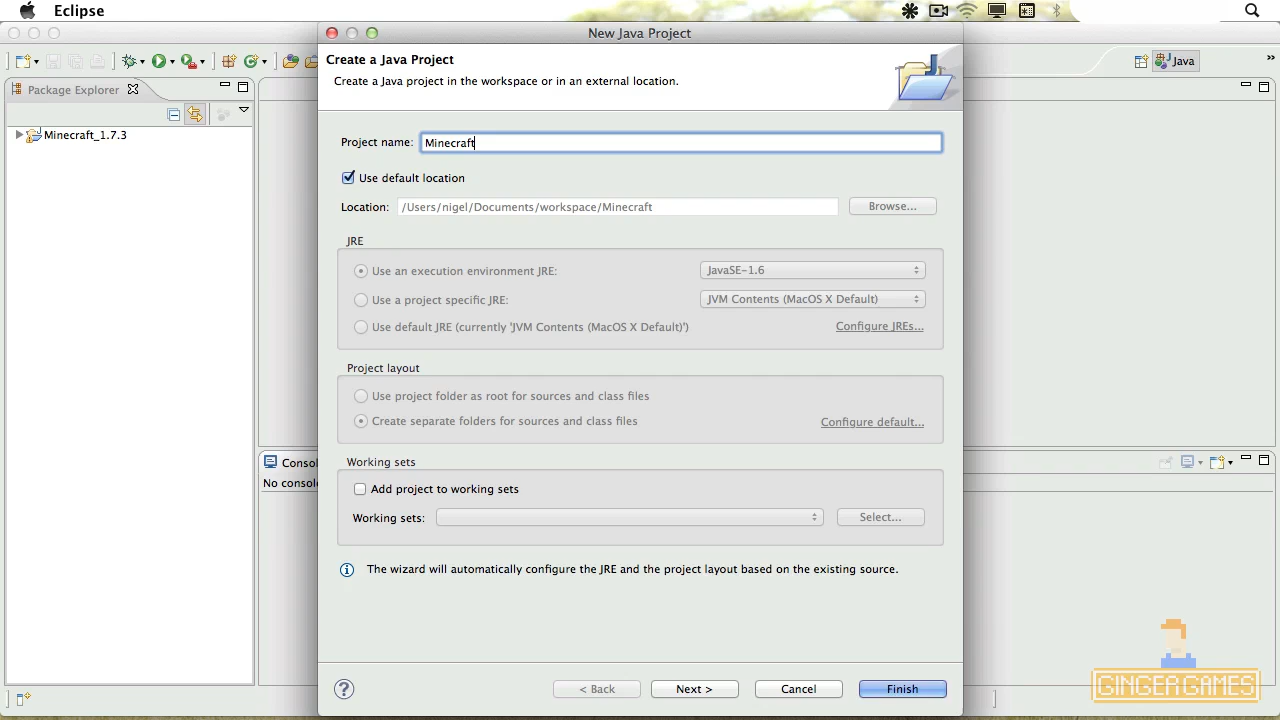 Eclipse
New Java Project
Create a Java Project
Create a Java project in the workspace or in an external location.
Java
»
Package Explorer
Minecraft_1.7.3
Project name: Minecraft
Use default location
Location: /Users/nigel/Documents/workspace/Minecraft Browse...
JRE
Use an execution environment JRE: JavaSE-1.6
Use a project specific JRE: JVM Contents (MacOS X Default)
Use default JRE (currently 'JVM Contents (MacOS X Default)') Configure JREs...
Project layout
Use project folder as root for sources and class files
Create separate folders for sources and class files Configure default...
Working sets
Add project to working sets
Working sets: Select...
The wizard will automatically configure the JRE and the project layout based on the existing source.
Consol
No consol
? < Back Next > Cancel Finish
GINGER GAMES